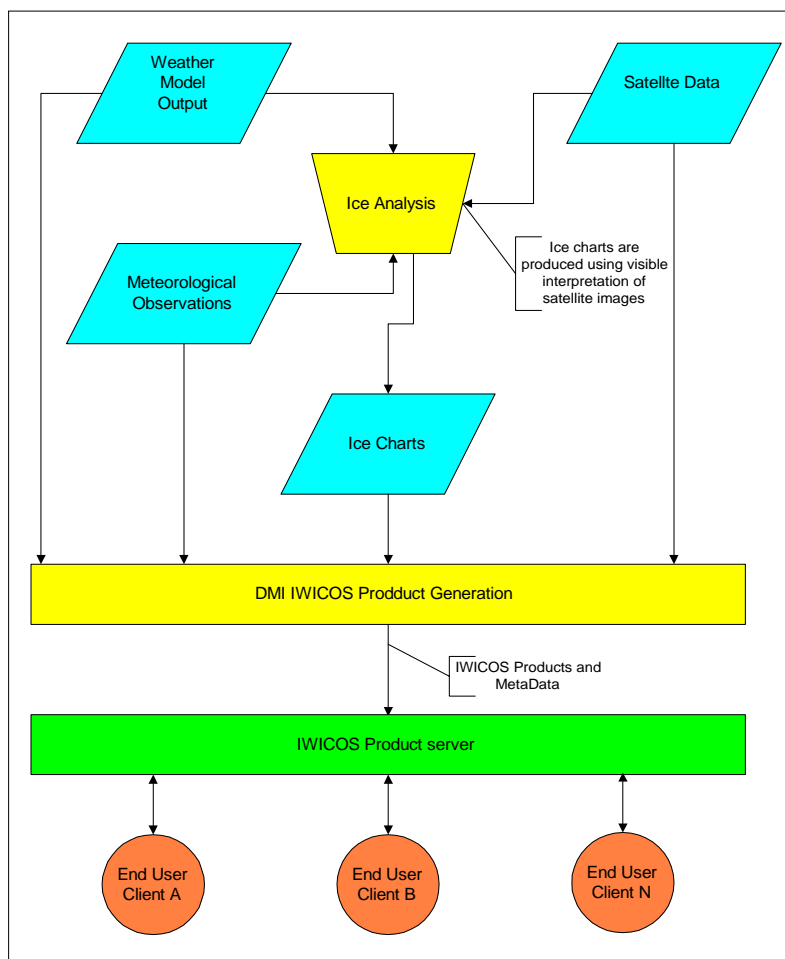 Weather
Model
Output
Satellte Data
Ice Analysis
Ice charts are
produced using visible
interpretation of
satellite images
Meteorological
Observations
Ice Charts
DMI IWICOS Prodduct Generation
IWICOS Products and
MetaData
IWICOS Product server
End User
Client A
End User
Client B
End User
Client N